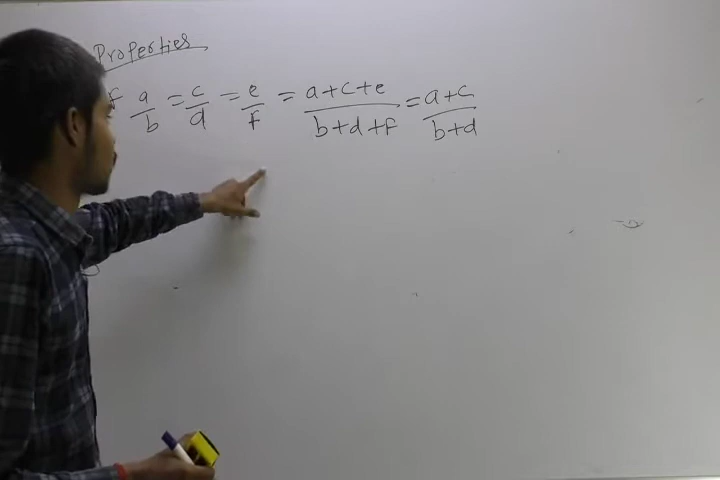 Properties
f a/b = c/d = e/f = a+c+e/b+d+f = a+c/b+d